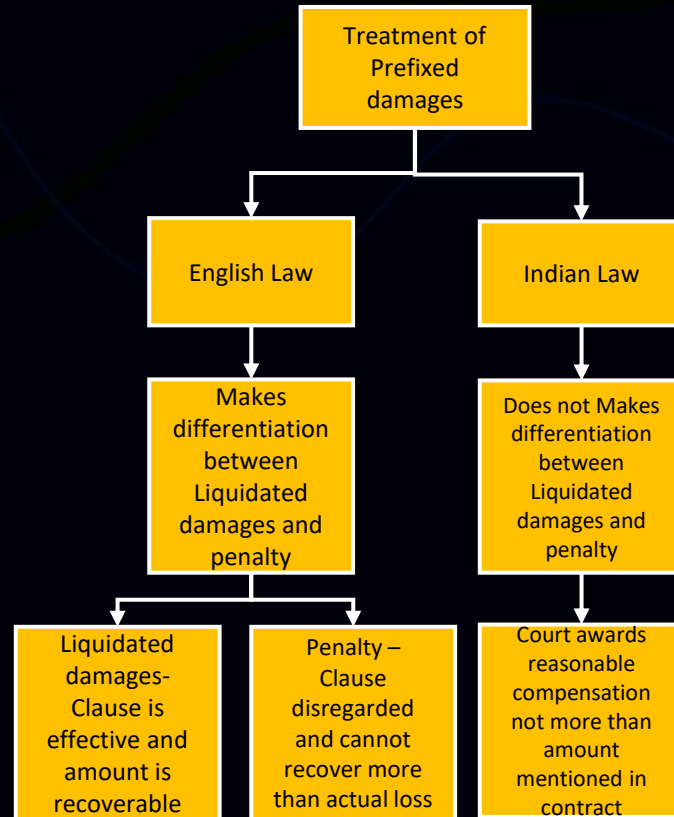 Treatment of
Prefixed
damages
English Law
Indian Law
Makes
differentiation
between
Liquidated
damages and
penalty
Does not Makes
differentiation
between
Liquidated
damages and
penalty
Liquidated
damages-
Clause is
effective and
amount is
recoverable
Penalty –
Clause
disregarded
and cannot
recover more
than actual loss
Court awards
reasonable
compensation
not more than
amount
mentioned in
contract